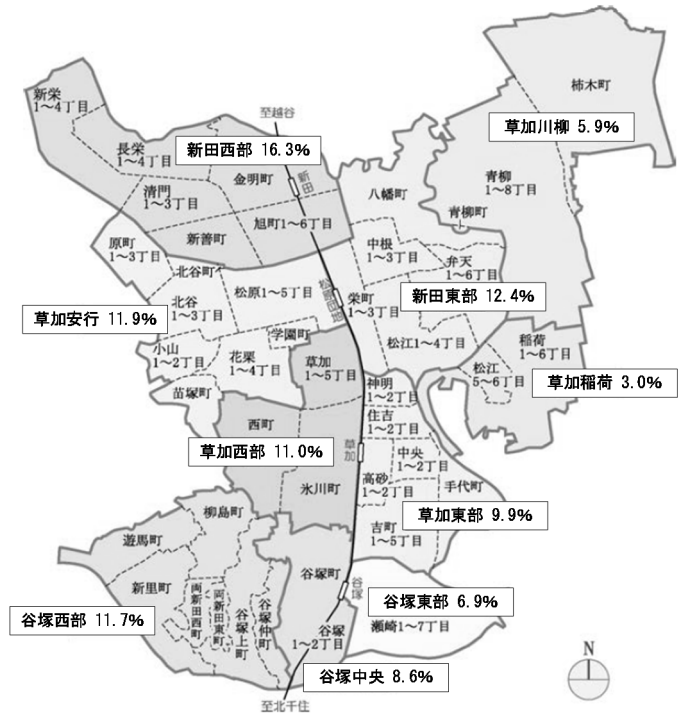 柿木町
新栄
1～4丁目
至越谷
草加川柳 5.9%
長栄
1～4丁目
新田西部 16.3%
金明町
新田
青柳
1～8丁目
清門
1～3丁目
八幡町
青柳町
旭町1～6丁目
新善町
原町
1～3丁目
中根
1～3丁目
弁天
1～6丁目
北谷町
北谷
1～3丁目
松原1～5丁目
松原団地
栄町
1～3丁目
新田東部 12.4%
草加安行 11.9%
学園町
松江1～4丁目
稲荷
1～6丁目
小山
1～2丁目
花栗
1～4丁目
草加
1～5丁目
松江
5～6丁目
草加稲荷 3.0%
苗塚町
神明
1～2丁目
住吉
1～2丁目
西町
草加西部 11.0%
草加
中央
1～2丁目
高砂
1～2丁目
手代町
氷川町
草加東部 9.9%
柳島町
吉町
1～5丁目
遊馬町
新里町
谷塚町
谷塚
両新田西町
両新田東町
谷塚上町
谷塚仲町
谷塚東部 6.9%
谷塚西部 11.7%
谷塚
1～2丁目
瀬崎1～7丁目
谷塚中央 8.6%
至北千住
N